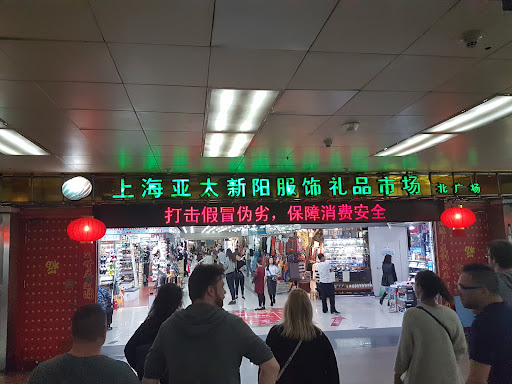 上海亚太新阳服饰礼品市场 北广场
打击假冒伪劣，保障消费安全